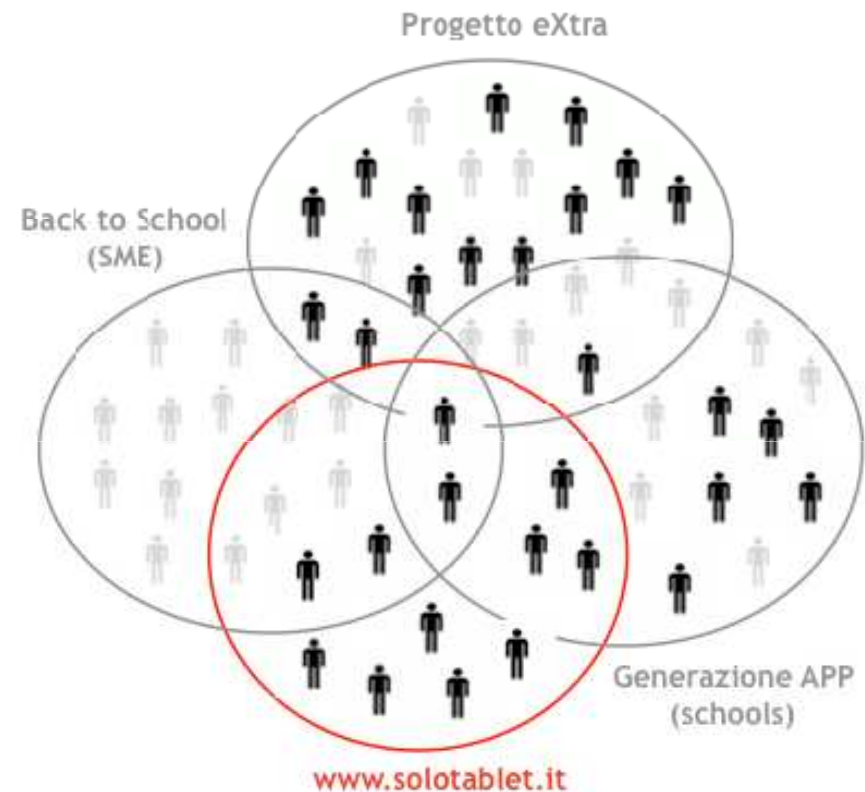 Progetto eXtra
Back to School
(SME)
Generazione APP
(schools)
www.solotablet.it